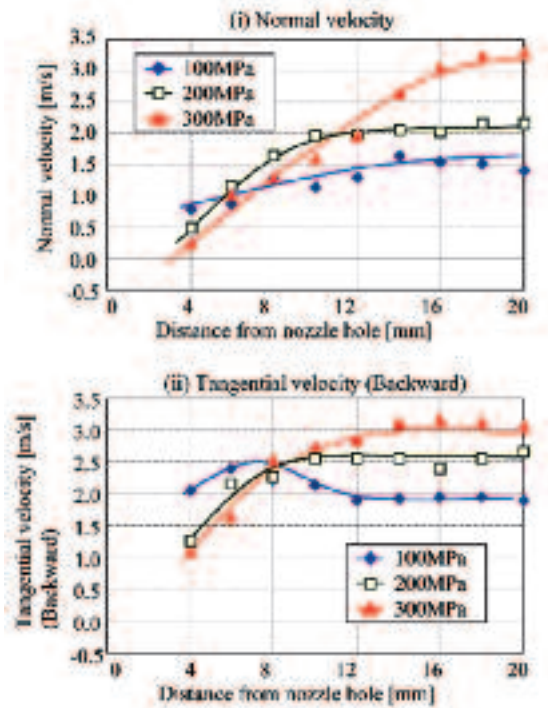 (i) Normal velocity
Normal velocity [m/s]
3.5
3.0
2.5
2.0
1.5
1.0
0.5
0.0
-0.5
100MPa
200MPa
300MPa
0 4 8 12 16 20
Distance from nozzle hole [mm]
(ii) Tangential velocity (Backward)
Tangential velocity [m/s]
(Backward)
3.5
3.0
2.5
2.0
1.5
1.0
0.5
0.0
-0.5
100MPa
200MPa
300MPa
0 4 8 12 16 20
Distance from nozzle hole [mm]